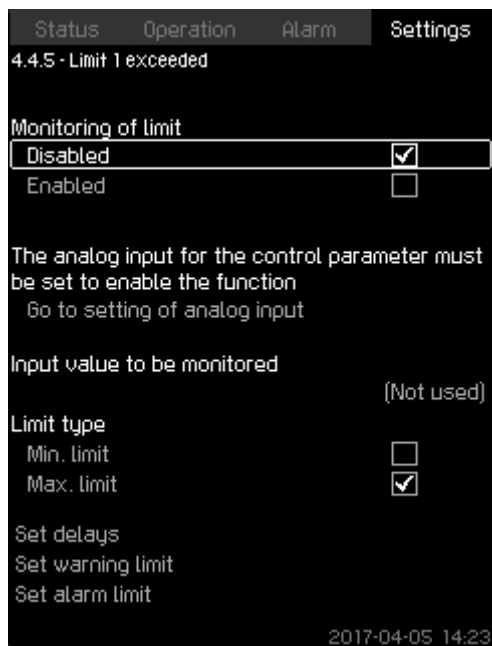 Status Operation Alarm Settings
4.4.5 - Limit 1 exceeded
Monitoring of limit
Disabled
Enabled
The analog input for the control parameter must
be set to enable the function
Go to setting of analog input
Input value to be monitored
(Not used)
Limit type
Min. limit
Max. limit
Set delays
Set warning limit
Set alarm limit
2017-04-05 14:23